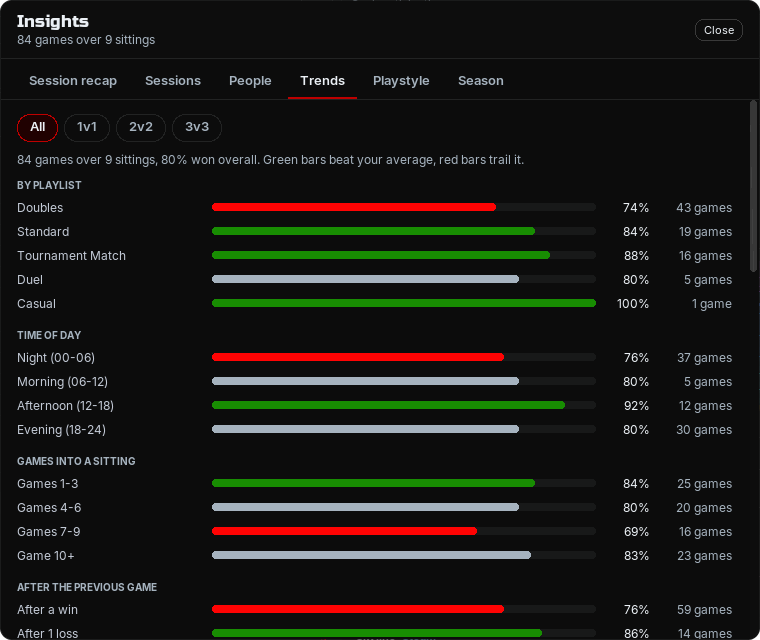 Insights
84 games over 9 sittings
Close
Session recap Sessions People Trends Playstyle Season
All 1v1 2v2 3v3
84 games over 9 sittings, 80% won overall. Green bars beat your average, red bars trail it.
BY PLAYLIST
Doubles 74% 43 games
Standard 84% 19 games
Tournament Match 88% 16 games
Duel 80% 5 games
Casual 100% 1 game
TIME OF DAY
Night (00-06) 76% 37 games
Morning (06-12) 80% 5 games
Afternoon (12-18) 92% 12 games
Evening (18-24) 80% 30 games
GAMES INTO A SITTING
Games 1-3 84% 25 games
Games 4-6 80% 20 games
Games 7-9 69% 16 games
Game 10+ 83% 23 games
AFTER THE PREVIOUS GAME
After a win 76% 59 games
After 1 loss 86% 14 games